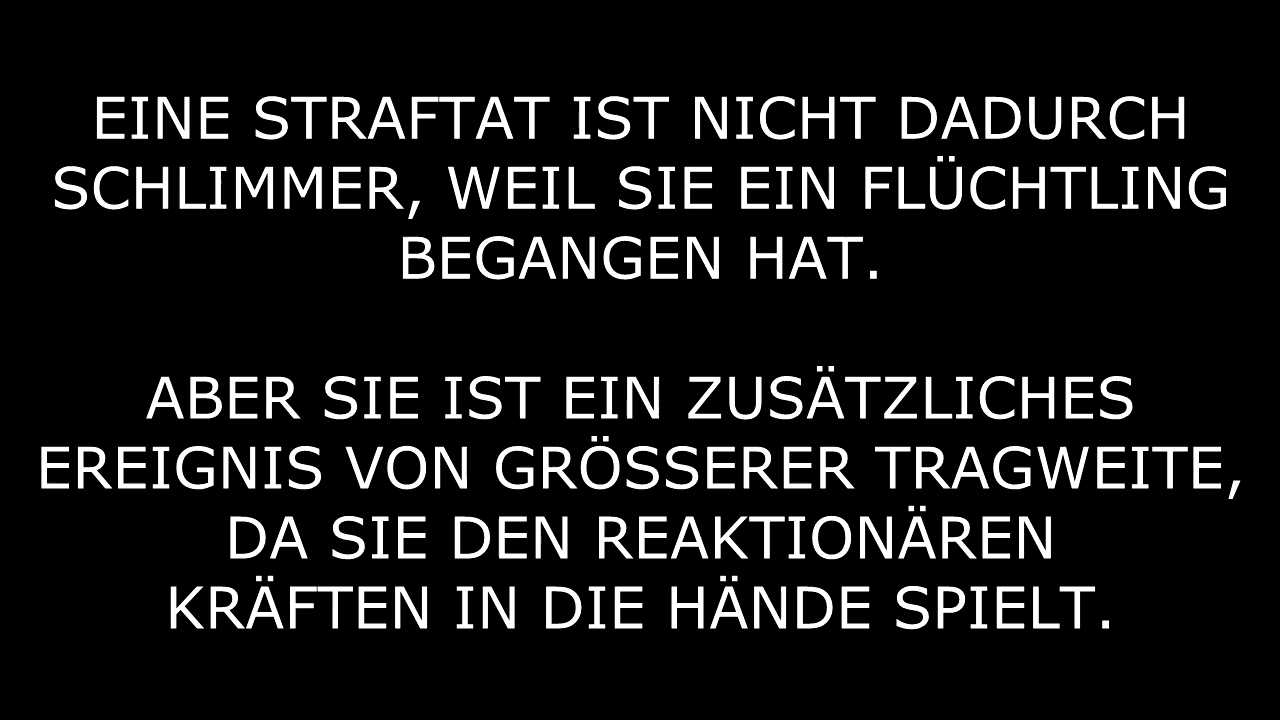 EINE STRAFTAT IST NICHT DADURCH
SCHLIMMER, WEIL SIE EIN FLÜCHTLING
BEGANGEN HAT.
ABER SIE IST EIN ZUSÄTZLICHES
EREIGNIS VON GRÖSSERER TRAGWEITE,
DA SIE DEN REAKTIONÄREN
KRÄFTEN IN DIE HÄNDE SPIELT.